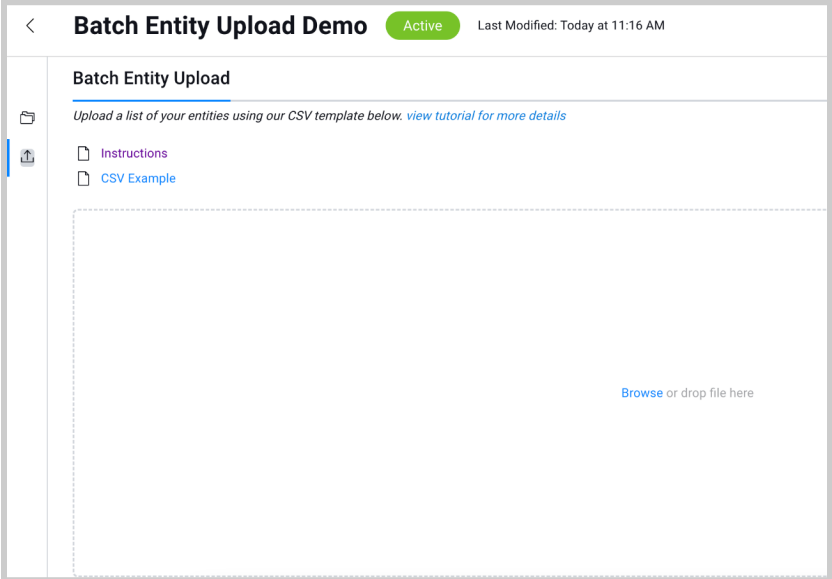 Batch Entity Upload Demo Active Last Modified: Today at 11:16 AM
Batch Entity Upload
Upload a list of your entities using our CSV template below. view tutorial for more details
Instructions
CSV Example
Browse or drop file here